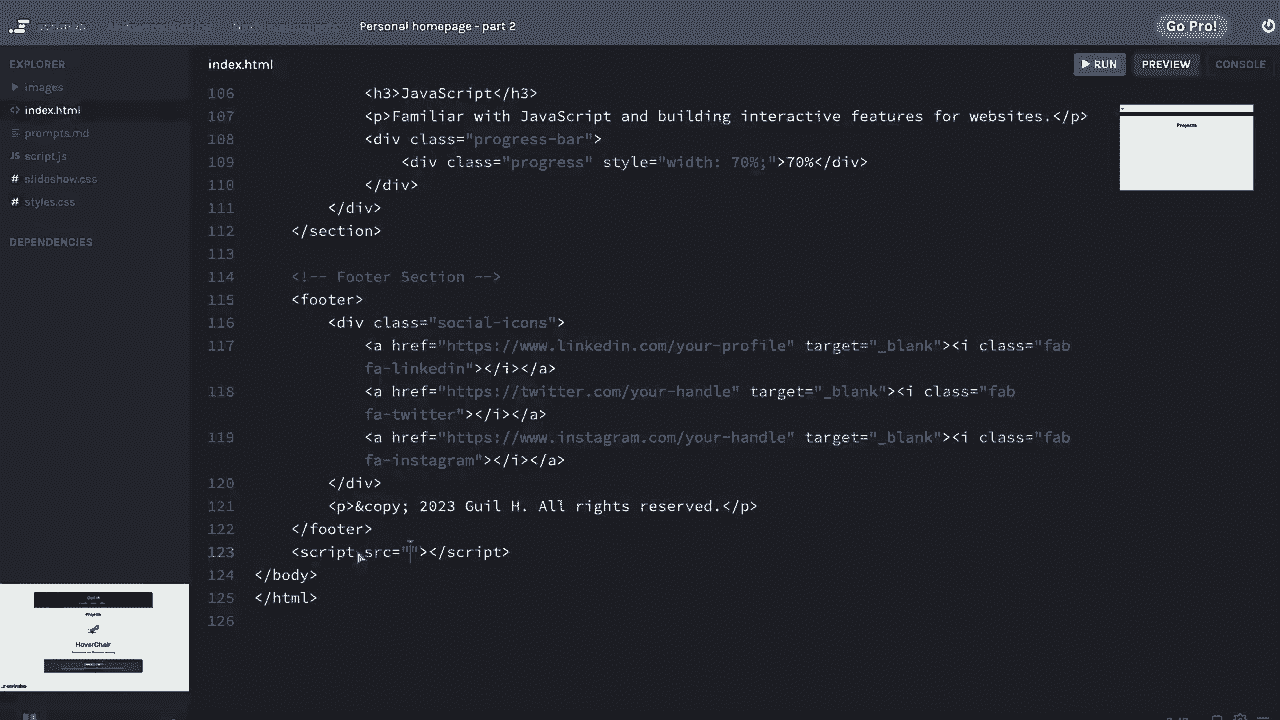 Personal homepage - part 2
Go Pro!
EXPLORER
images
index.html
prompts.md
JS script.js
# slideshow.css
# styles.css
DEPENDENCIES
index.html
RUN
PREVIEW
CONSOLE
106 <h3>JavaScript</h3>
107 <p>Familiar with JavaScript and building interactive features for websites.</p>
108 <div class="progress-bar">
109 <div class="progress" style="width: 70%;">70%</div>
110 </div>
111 </div>
112 </section>
113
114 <!-- Footer Section -->
115 <footer>
116 <div class="social-icons">
117 <a href="https://www.linkedin.com/your-profile" target="_blank"><i class="fab
fa-linkedin"></i></a>
118 <a href="https://twitter.com/your-handle" target="_blank"><i class="fab
fa-twitter"></i></a>
119 <a href="https://www.instagram.com/your-handle" target="_blank"><i class="fab
fa-instagram"></i></a>
120 </div>
121 <p>&copy; 2023 Guil H. All rights reserved.</p>
122 </footer>
123 <script src=""></script>
124 </body>
125 </html>
126
Projects
Projects
HoverChair